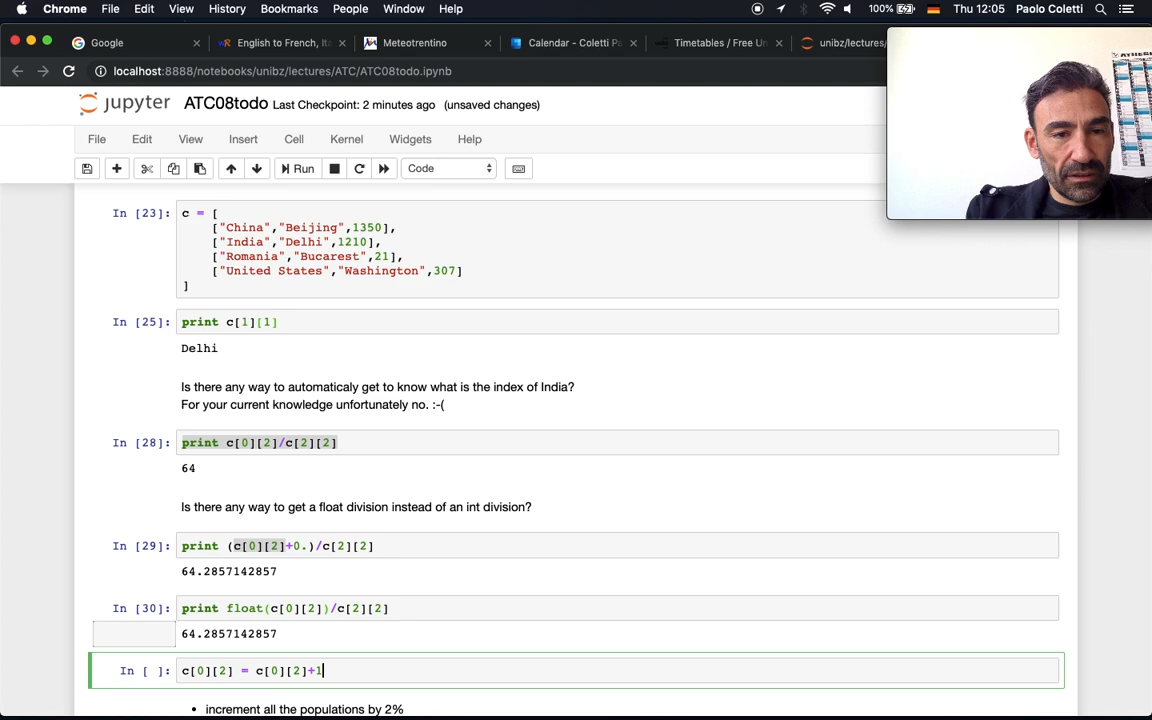 Chrome File Edit View History Bookmarks People Window Help 100% Thu 12:05 Paolo Coletti
Google English to French, Ita Meteotrentino Calendar - Coletti Pa Timetables / Free Un unibz/lectures/
localhost:8888/notebooks/unibz/lectures/ATC/ATC08todo.ipynb
jupyter ATC08todo Last Checkpoint: 2 minutes ago (unsaved changes)
File Edit View Insert Cell Kernel Widgets Help
Run Code
In [23]: c = [
["China","Beijing",1350],
["India","Delhi",1210],
["Romania","Bucarest",21],
["United States","Washington",307]
]
In [25]: print c[1][1]
Delhi
Is there any way to automaticaly get to know what is the index of India?
For your current knowledge unfortunately no. :-(
In [28]: print c[0][2]/c[2][2]
64
Is there any way to get a float division instead of an int division?
In [29]: print (c[0][2]+0.)/c[2][2]
64.2857142857
In [30]: print float(c[0][2])/c[2][2]
64.2857142857
In [ ]: c[0][2] = c[0][2]+1
• increment all the populations by 2%